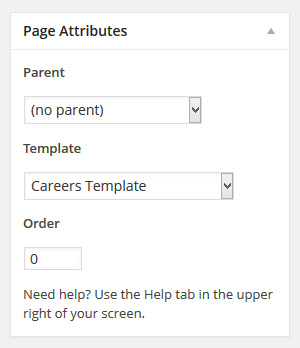 Page Attributes
Parent
(no parent)
Template
Careers Template
Order
0
Need help? Use the Help tab in the upper
right of your screen.